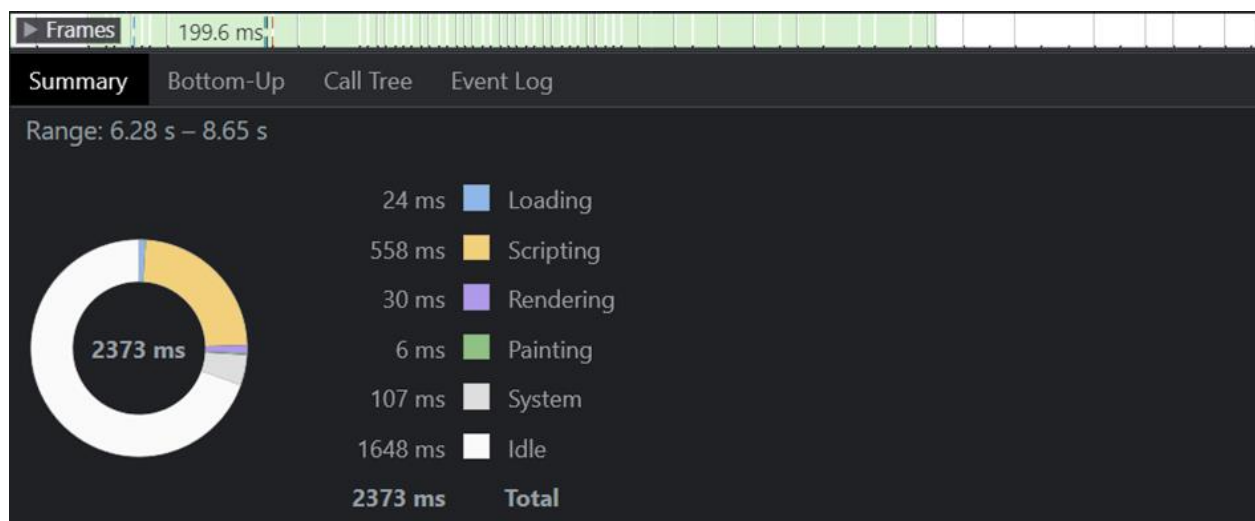 Frames 199.6 ms
Summary Bottom-Up Call Tree Event Log
Range: 6.28 s – 8.65 s
24 ms Loading
558 ms Scripting
30 ms Rendering
2373 ms 6 ms Painting
107 ms System
1648 ms Idle
2373 ms Total